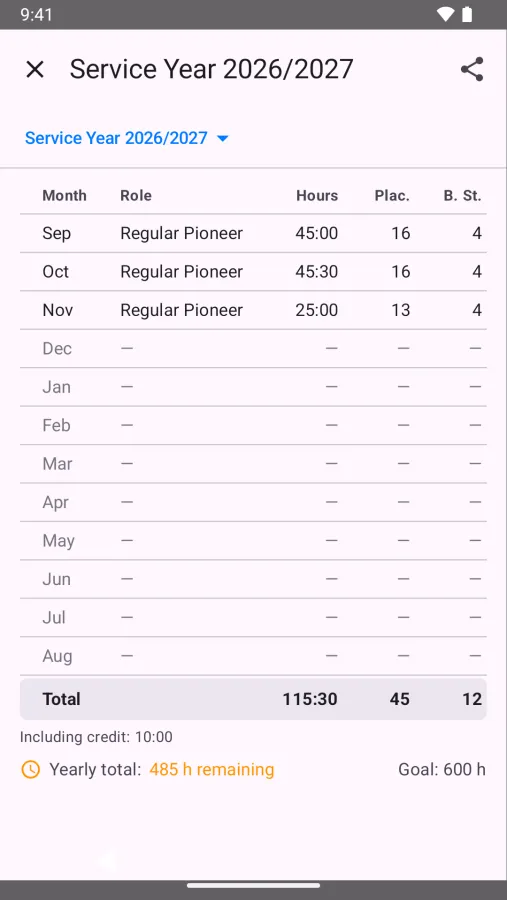 9:41
Service Year 2026/2027
Service Year 2026/2027
Month Role Hours Plac. B. St.
Sep Regular Pioneer 45:00 16 4
Oct Regular Pioneer 45:30 16 4
Nov Regular Pioneer 25:00 13 4
Dec — — — —
Jan — — — —
Feb — — — —
Mar — — — —
Apr — — — —
May — — — —
Jun — — — —
Jul — — — —
Aug — — — —
Total 115:30 45 12
Including credit: 10:00
Yearly total: 485 h remaining Goal: 600 h